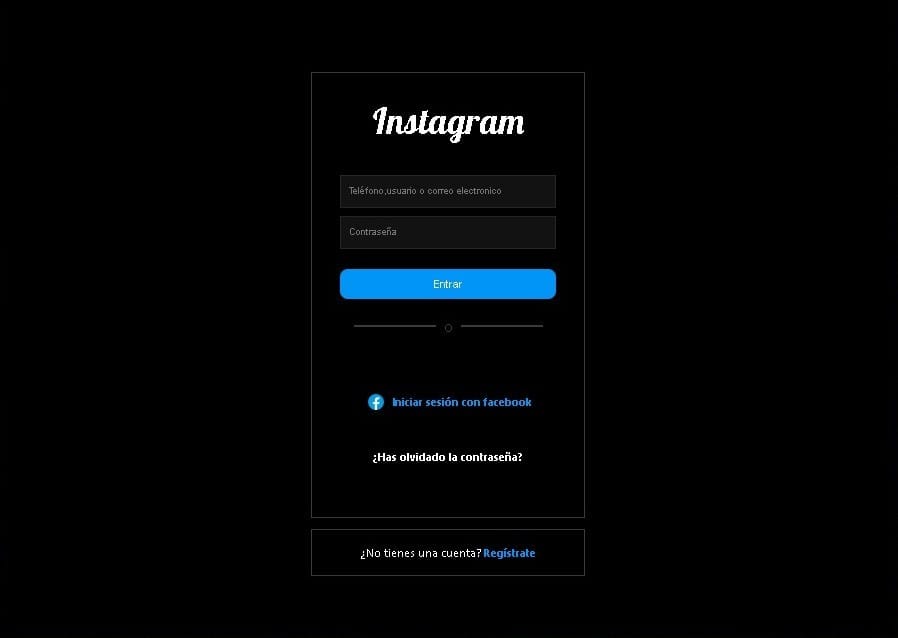 Instagram
Teléfono,usuario o correo electronico
Contraseña
Entrar
O
Iniciar sesión con facebook
¿Has olvidado la contraseña?
¿No tienes una cuenta? Regístrate